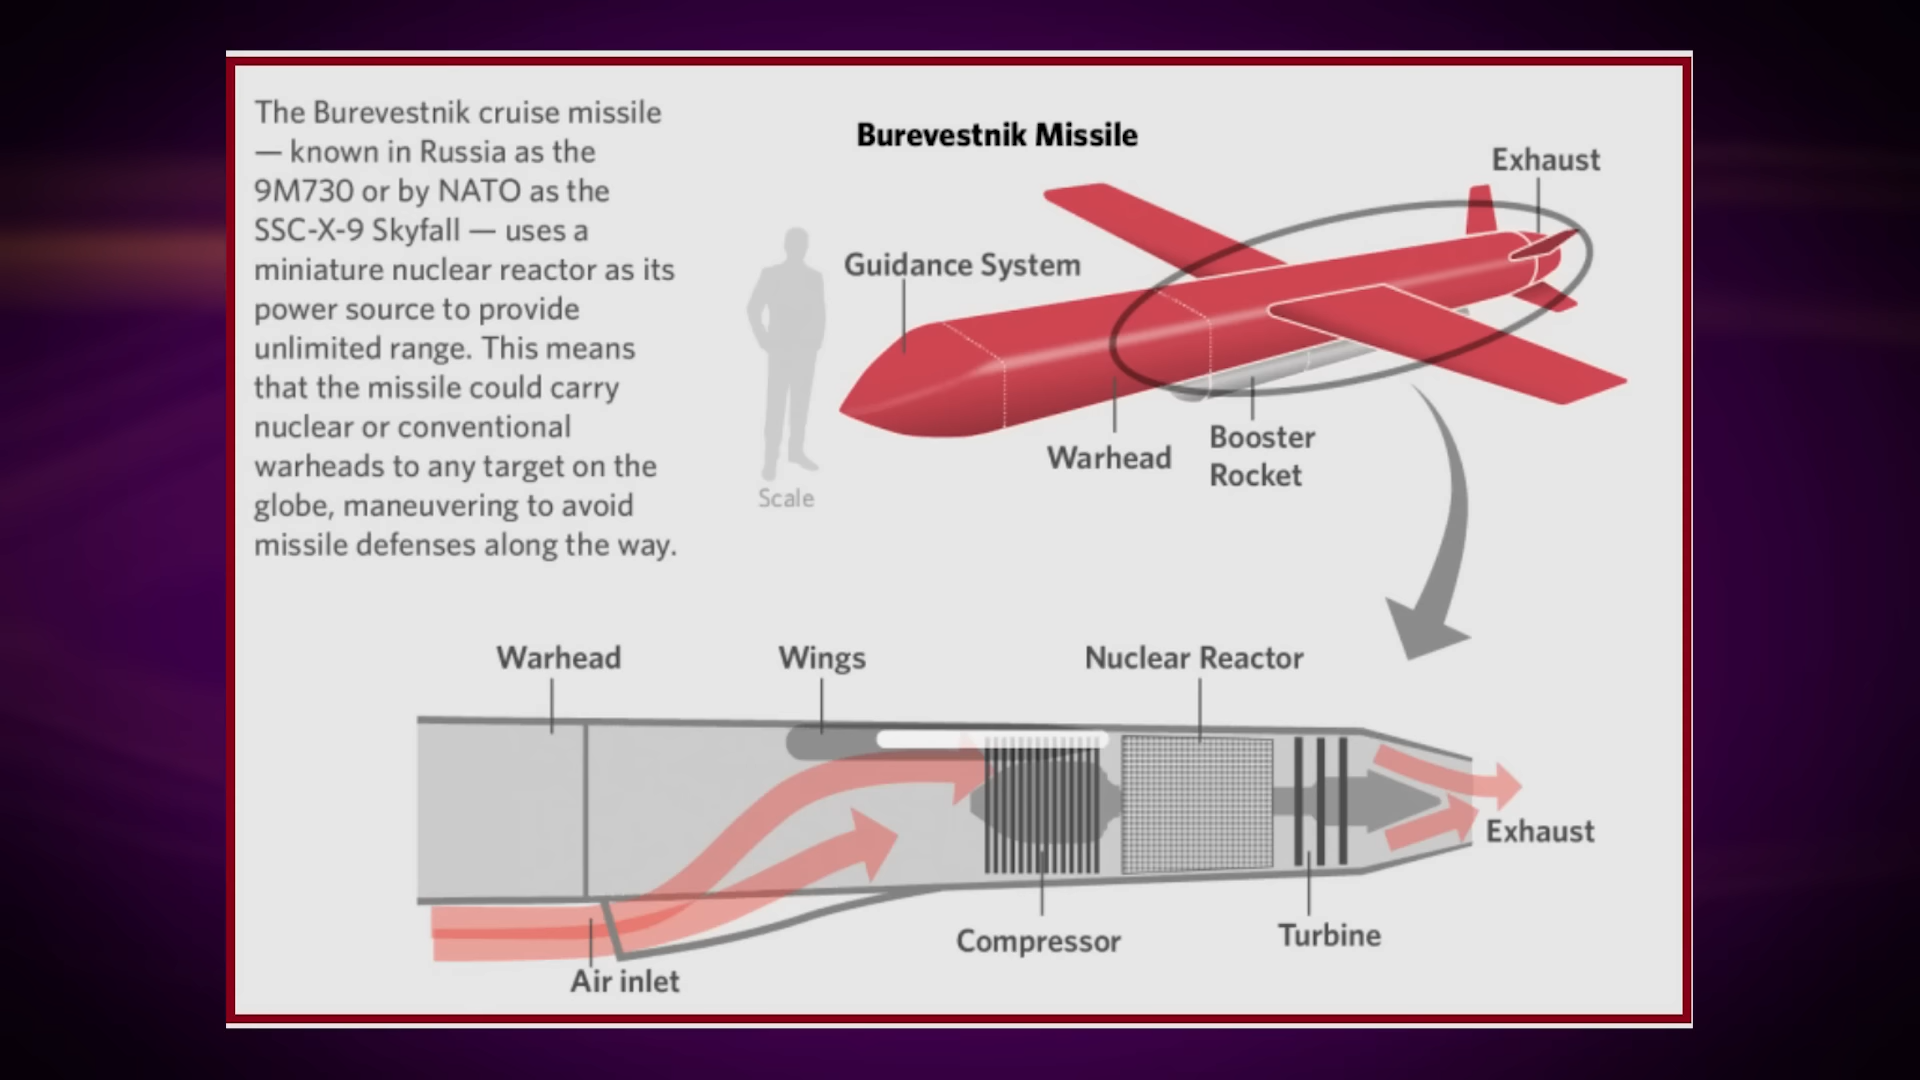 The Burevestnik cruise missile
— known in Russia as the
9M730 or by NATO as the
SSC-X-9 Skyfall — uses a
miniature nuclear reactor as its
power source to provide
unlimited range. This means
that the missile could carry
nuclear or conventional
warheads to any target on the
globe, maneuvering to avoid
missile defenses along the way.
Burevestnik Missile
Exhaust
Guidance System
Warhead
Booster
Rocket
Scale
Warhead
Wings
Nuclear Reactor
Exhaust
Compressor
Turbine
Air inlet